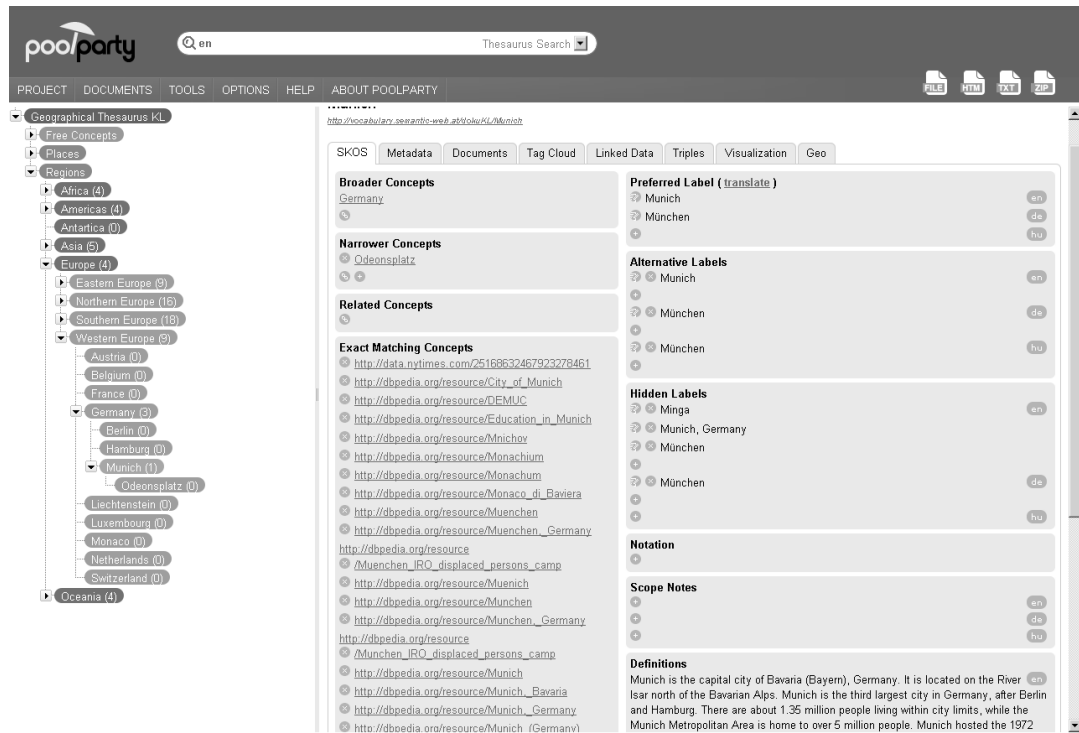 poolparty
en
Thesaurus Search
PROJECT DOCUMENTS TOOLS OPTIONS HELP ABOUT POOLPARTY
FILE HTM TXT ZIP
Geographical Thesaurus KL
Free Concepts
Places
Regions
Africa (4)
Americas (4)
Antartica (0)
Asia (5)
Europe (4)
Eastern Europe (9)
Northern Europe (16)
Southern Europe (18)
Western Europe (9)
Austria (0)
Belgium (0)
France (0)
Germany (3)
Berlin (0)
Hamburg (0)
Munich (1)
Odeonsplatz (0)
Liechtenstein (0)
Luxembourg (0)
Monaco (0)
Netherlands (0)
Switzerland (0)
Oceania (4)
http://vocabulary.semantic-web.at/dokuKL/Munich
SKOS Metadata Documents Tag Cloud Linked Data Triples Visualization Geo
Broader Concepts
Germany
Narrower Concepts
Odeonsplatz
Related Concepts
Exact Matching Concepts
http://data.nytimes.com/25168632467923278461
http://dbpedia.org/resource/City_of_Munich
http://dbpedia.org/resource/DEMUC
http://dbpedia.org/resource/Education_in_Munich
http://dbpedia.org/resource/Mnichov
http://dbpedia.org/resource/Monachium
http://dbpedia.org/resource/Monachum
http://dbpedia.org/resource/Monaco_di_Baviera
http://dbpedia.org/resource/Muenchen
http://dbpedia.org/resource/Muenchen,_Germany
http://dbpedia.org/resource
/Muenchen_IRO_displaced_persons_camp
http://dbpedia.org/resource/Muenich
http://dbpedia.org/resource/Munchen
http://dbpedia.org/resource/Munchen,_Germany
http://dbpedia.org/resource
/Munchen_IRO_displaced_persons_camp
http://dbpedia.org/resource/Munich
http://dbpedia.org/resource/Munich,_Bavaria
http://dbpedia.org/resource/Munich,_Germany
http://dbpedia.org/resource/Munich_(Germany)
Preferred Label ( translate )
Munich en
München de
hu
Alternative Labels
Munich en
München de
München hu
Hidden Labels
Minga en
Munich, Germany
München
München de
hu
Notation
Scope Notes
en
de
hu
Definitions
Munich is the capital city of Bavaria (Bayern), Germany. It is located on the River en
Isar north of the Bavarian Alps. Munich is the third largest city in Germany, after Berlin
and Hamburg. There are about 1.35 million people living within city limits, while the
Munich Metropolitan Area is home to over 5 million people. Munich hosted the 1972